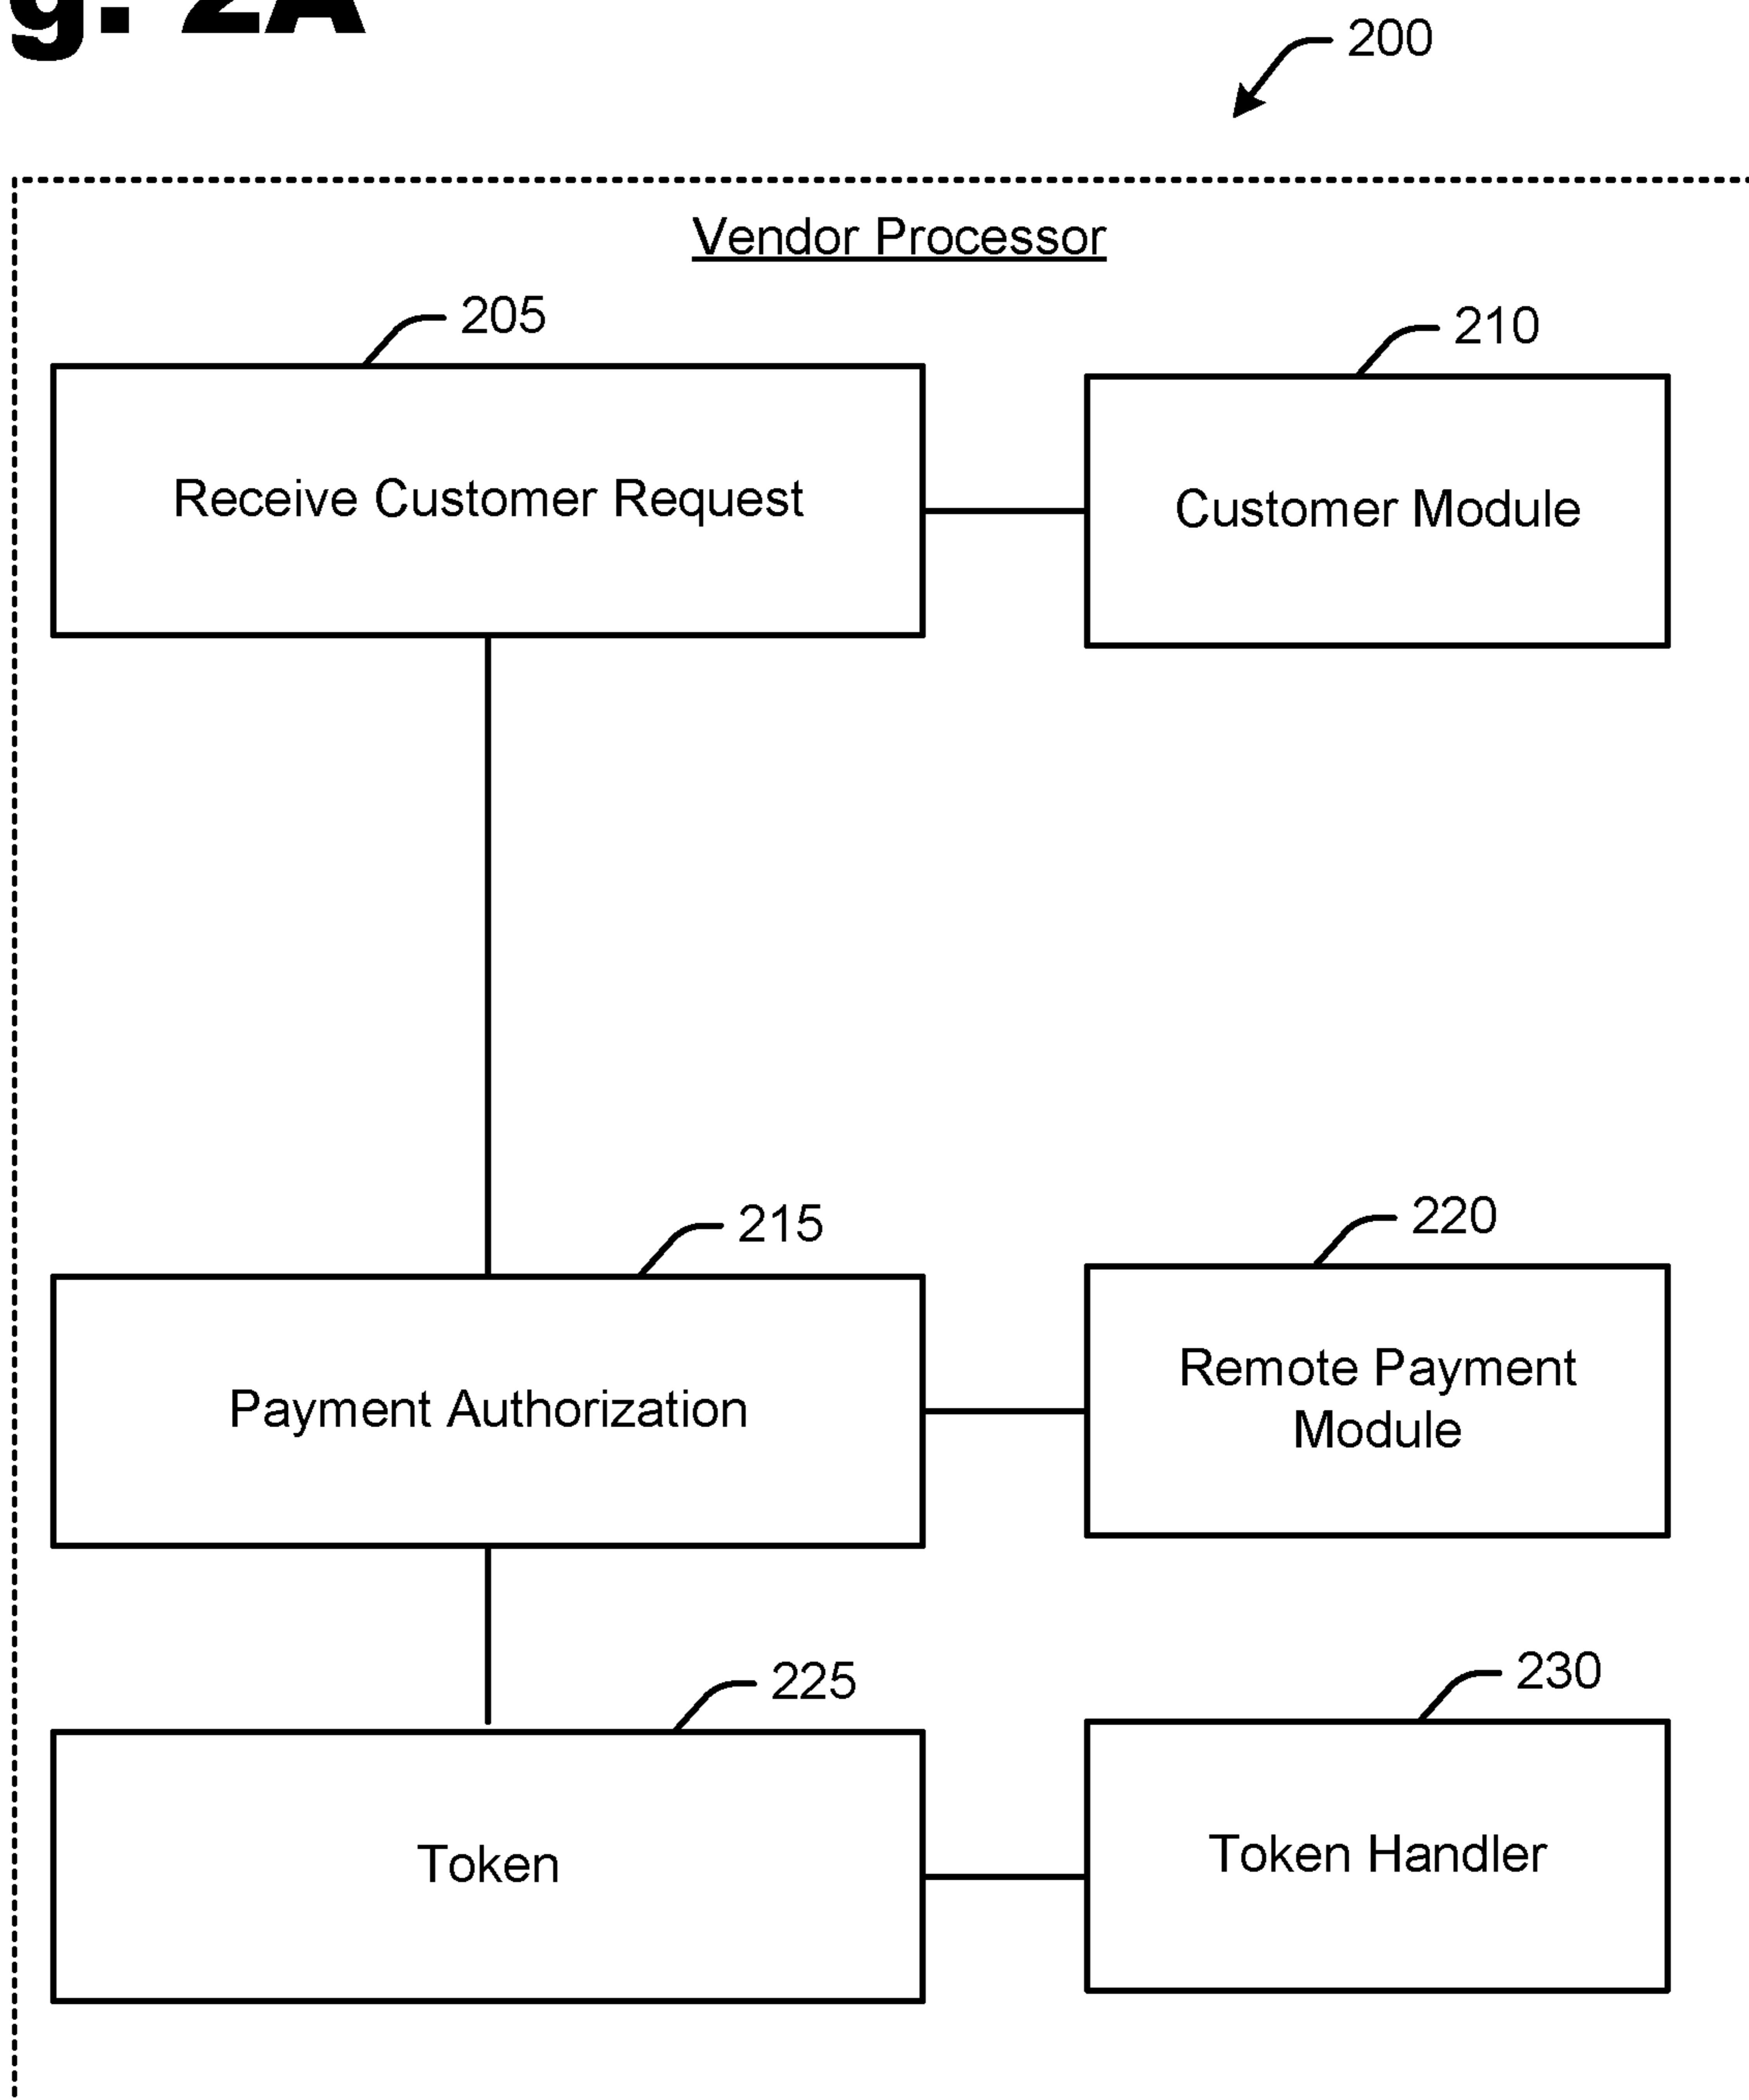 g. 2A
200
Vendor Processor
205
210
Receive Customer Request
Customer Module
215
220
Payment Authorization
Remote Payment
Module
225
230
Token
Token Handler